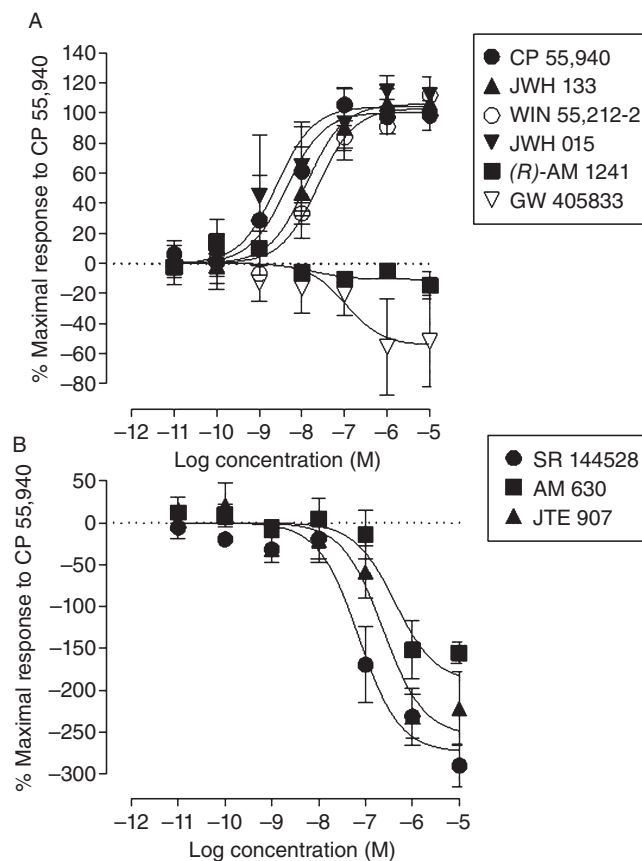 A
% Maximal response to CP 55,940
140
120
100
80
60
40
20
0
–20
–40
–60
–80
–12 –11 –10 –9 –8 –7 –6 –5
Log concentration (M)
CP 55,940
JWH 133
WIN 55,212-2
JWH 015
(R)-AM 1241
GW 405833
B
% Maximal response to CP 55,940
50
0
–50
–100
–150
–200
–250
–300
–12 –11 –10 –9 –8 –7 –6 –5
Log concentration (M)
SR 144528
AM 630
JTE 907